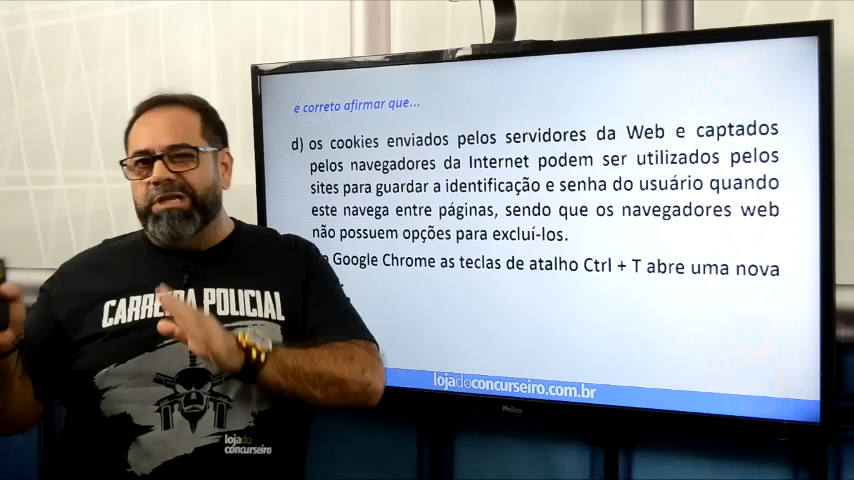 é correto afirmar que...
d) os cookies enviados pelos servidores da Web e captados
pelos navegadores da Internet podem ser utilizados pelos
sites para guardar a identificação e senha do usuário quando
este navega entre páginas, sendo que os navegadores web
não possuem opções para excluí-los.
Google Chrome as teclas de atalho Ctrl + T abre uma nova
CARREIRA POLICIAL
lojado
concurseiro
lojadoconcurseiro.com.br
Philco